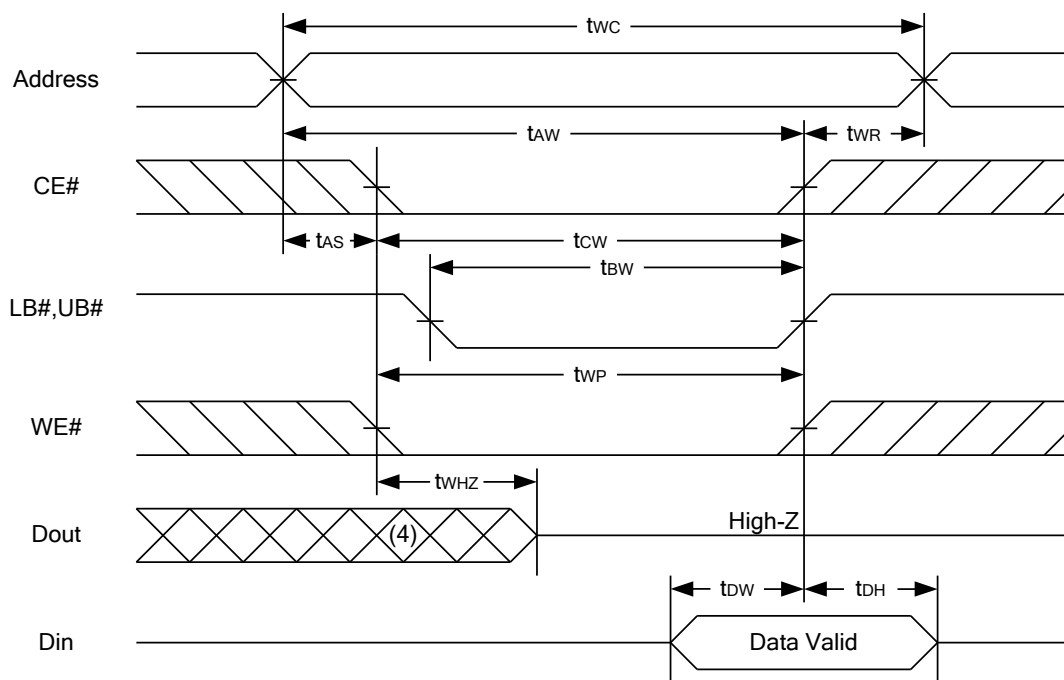 tWC
Address
tAW
tWR
CE#
tAS
tCW
tBW
LB#,UB#
tWP
WE#
tWHZ
Dout
(4)
High-Z
tDW
tDH
Din
Data Valid